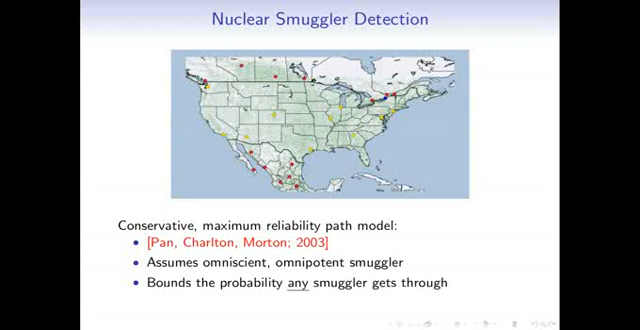 Nuclear Smuggler Detection
Conservative, maximum reliability path model:
• [Pan, Charlton, Morton; 2003]
• Assumes omniscient, omnipotent smuggler
• Bounds the probability any smuggler gets through